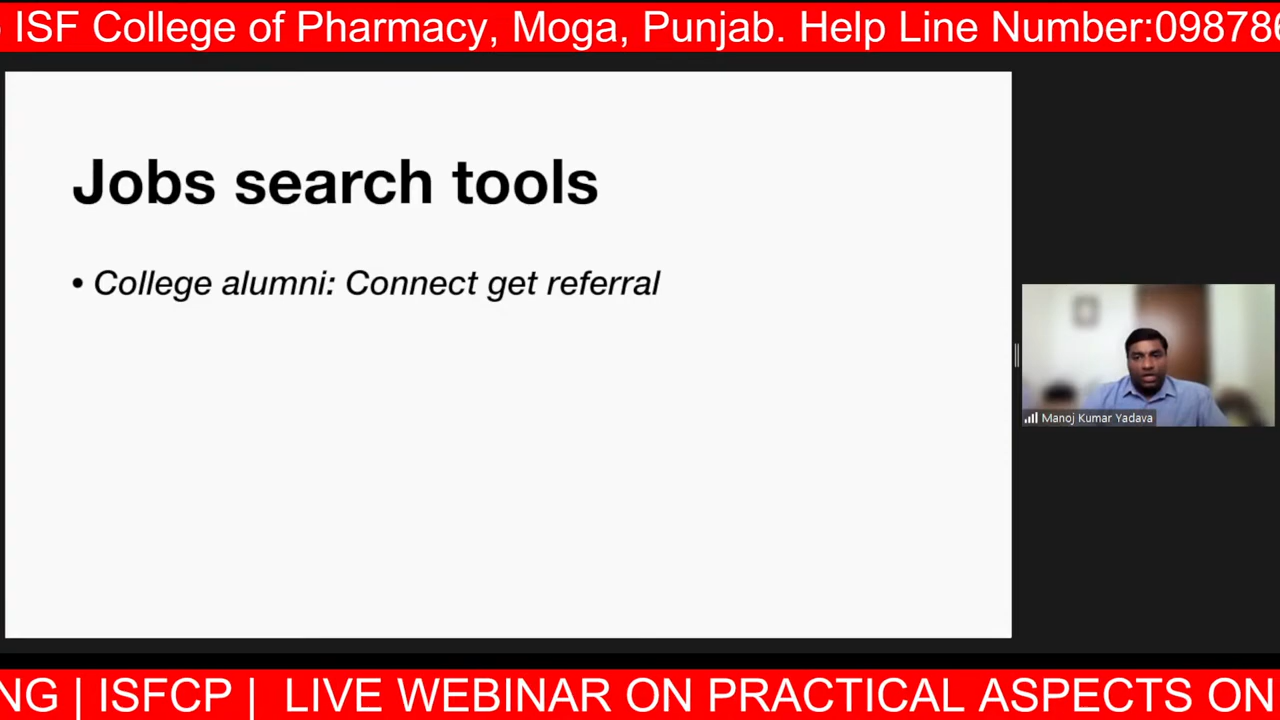 ISF College of Pharmacy, Moga, Punjab. Help Line Number:098786
Jobs search tools
• College alumni: Connect get referral
Manoj Kumar Yadava
NG | ISFCP | LIVE WEBINAR ON PRACTICAL ASPECTS ON